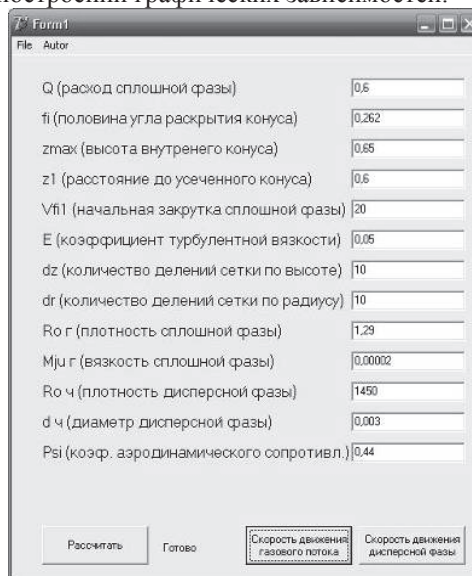 построении графических зависимостей.
Form1
File Autor
Q (расход сплошной фазы) 0,6
fi (половина угла раскрытия конуса) 0,262
zmax (высота внутренего конуса) 0,65
z1 (расстояние до усеченного конуса) 0,6
Vfi1 (начальная закрутка сплошной фазы) 20
E (коэффициент турбулентной вязкости) 0,05
dz (количество делений сетки по высоте) 10
dr (количество делений сетки по радиусу) 10
Ro г (плотность сплошной фазы) 1,29
Mju г (вязкость сплошной фазы) 0,00002
Ro ч (плотность дисперсной фазы) 1450
d ч (диаметр дисперсной фазы) 0,003
Psi (коэф. аэродинамического сопротивл.) 0,44
Рассчитать Готово
Скорость движения газового потока
Скорость движения дисперсной фазы